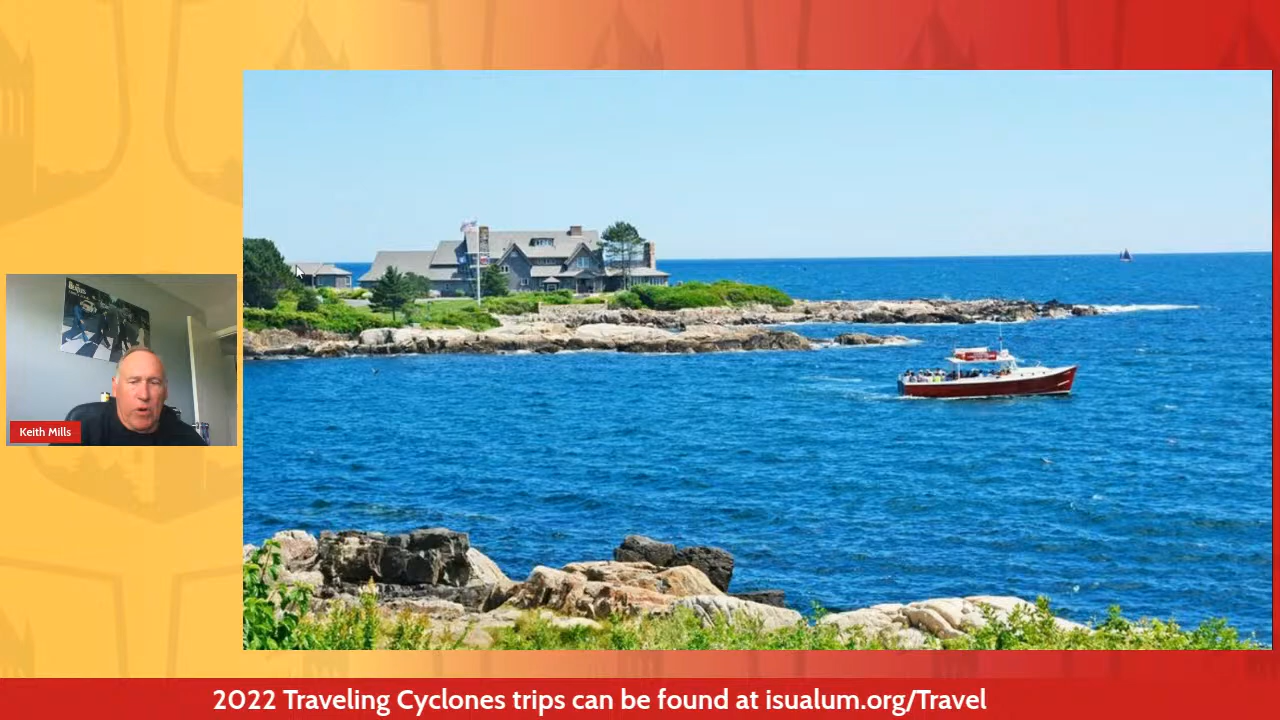 Keith Mills
2022 Traveling Cyclones trips can be found at isualum.org/Travel